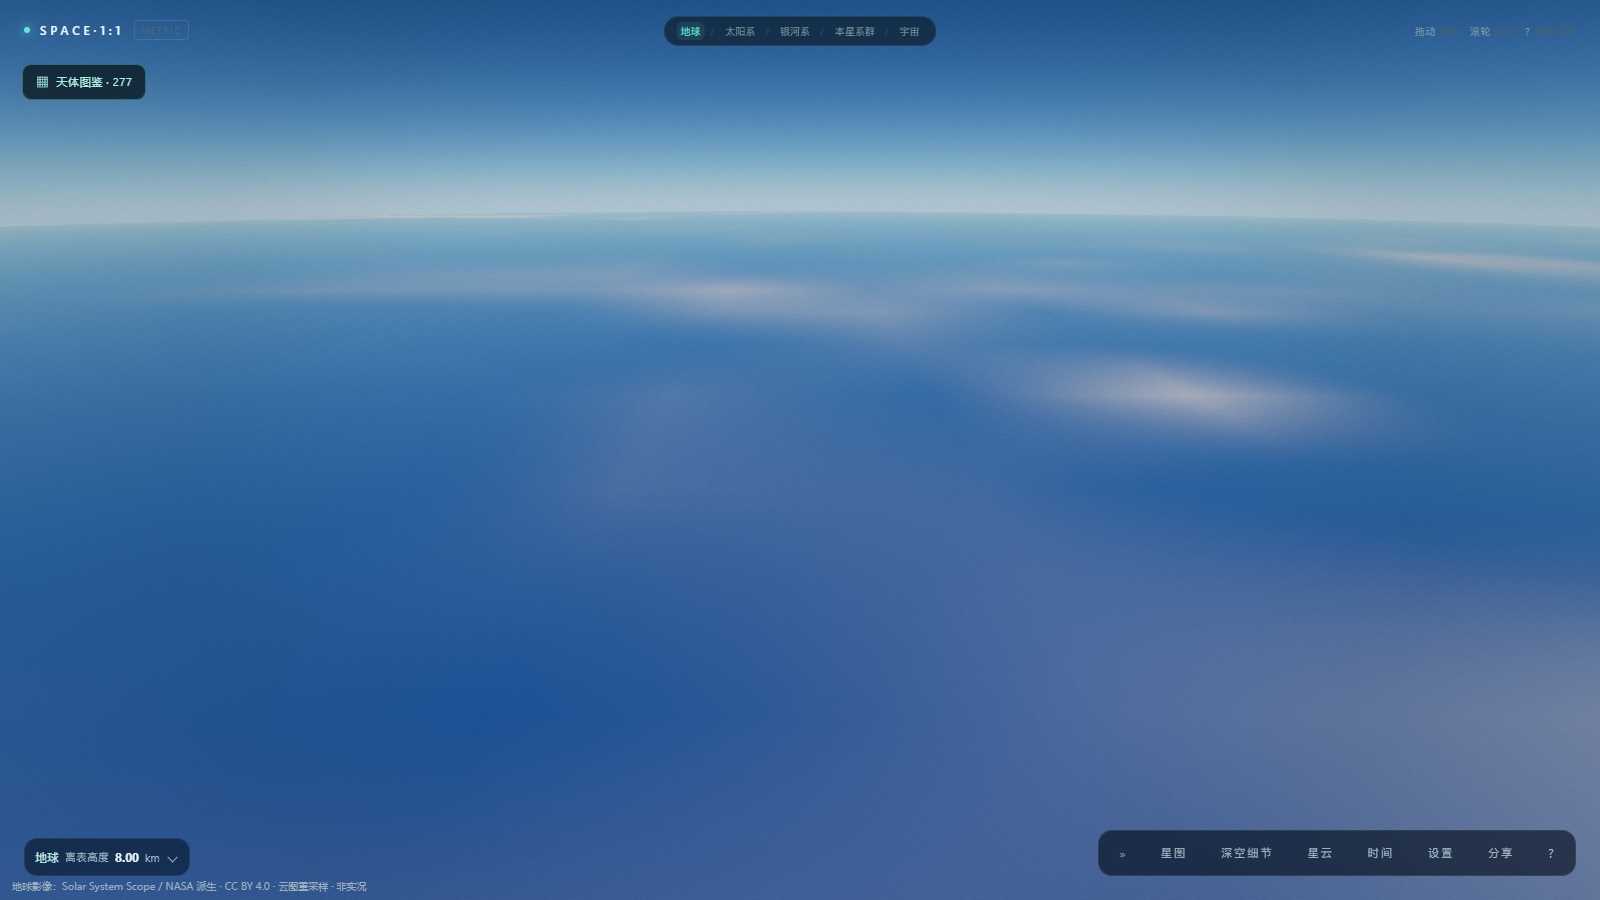 SPACE·1:1 METRIC
地球 / 太阳系 / 银河系 / 本星系群 / 宇宙
拖动 滚轮 ?
天体图鉴 · 277
地球 离表高度 8.00 km
» 星图 深空细节 星云 时间 设置 分享 ?
地球影像：Solar System Scope / NASA 派生 · CC BY 4.0 · 云图重采样 · 非实况